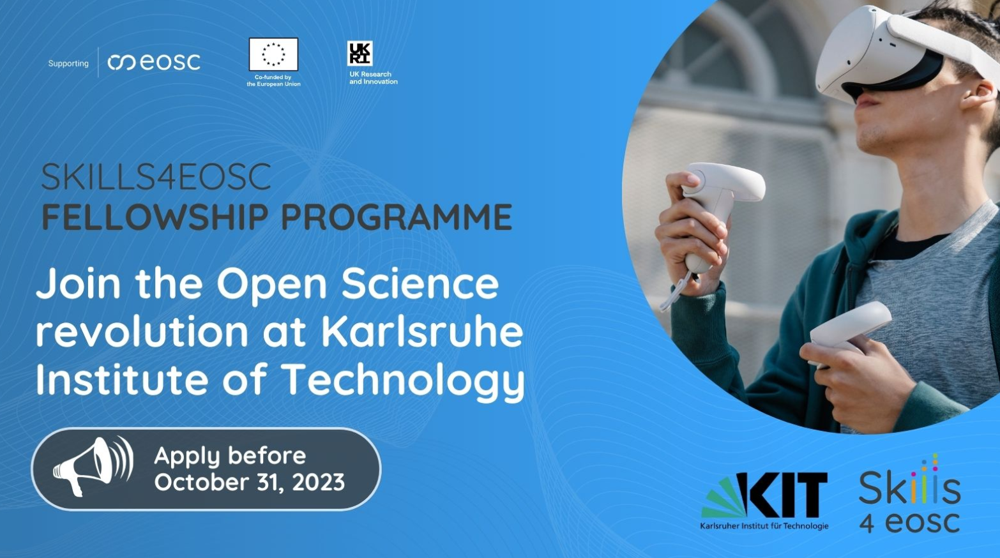 Supporting
eosc
Co-funded by
the European Union
UK
RI
UK Research
and Innovation
SKILLS4EOSC
FELLOWSHIP PROGRAMME
Join the Open Science
revolution at Karlsruhe
Institute of Technology
Apply before
October 31, 2023
KIT
Karlsruher Institut für Technologie
Skills
4 eosc